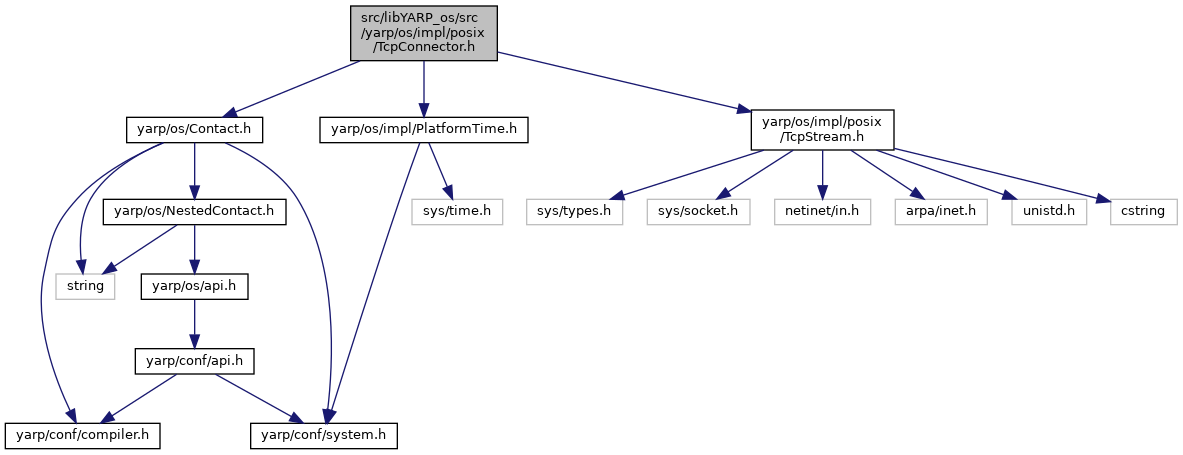 src/libYARP_os/src
/yarp/os/impl/posix
/TcpConnector.h
yarp/os/Contact.h
yarp/os/impl/PlatformTime.h
yarp/os/impl/posix
/TcpStream.h
yarp/os/NestedContact.h
sys/time.h
sys/types.h
sys/socket.h
netinet/in.h
arpa/inet.h
unistd.h
cstring
string
yarp/os/api.h
yarp/conf/api.h
yarp/conf/compiler.h
yarp/conf/system.h